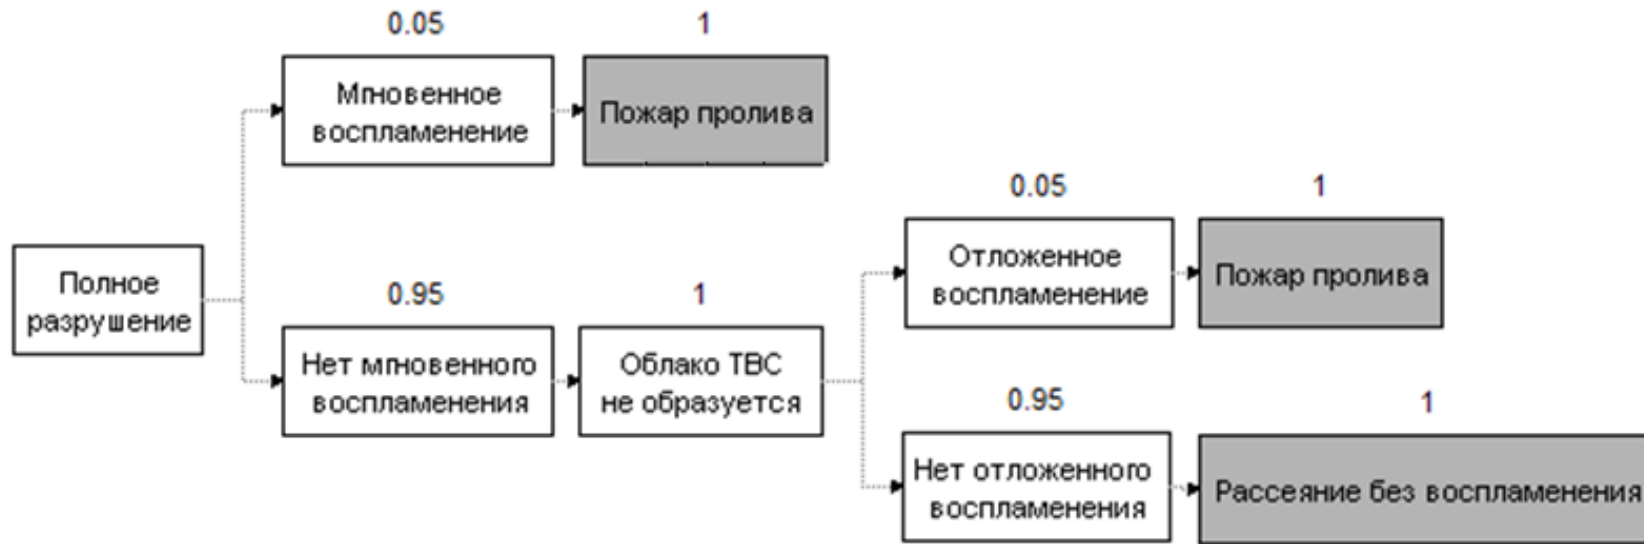 0.05
1
Мгновенное
воспламенение
Пожар пролива
0.05
1
Отложенное
воспламенение
Пожар пролива
Полное
разрушение
0.95
1
Нет мгновенного
воспламенения
Облако ТВС
не образуется
0.95
1
Нет отложенного
воспламенения
Рассеяние без воспламенения